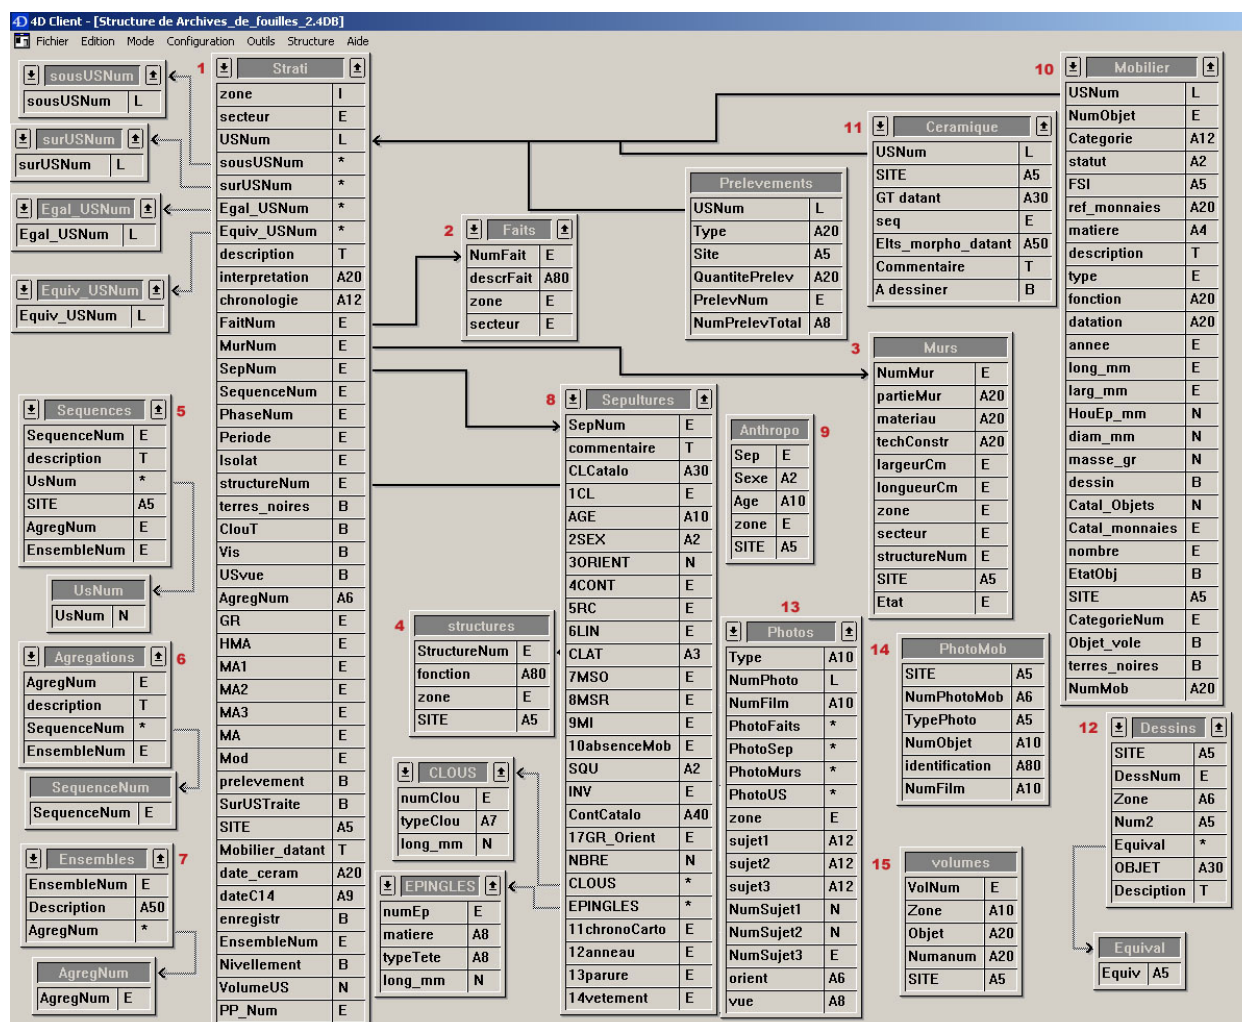 4D Client - [Structure de Archives_de_fouilles_2.4DB]
Fichier Edition Mode Configuration Outils Structure Aide
sousUSNum
sousUSNum L
surUSNum
surUSNum L
Egal_USNum
Egal_USNum L
Equiv_USNum
Equiv_USNum L
5
Sequences
SequenceNum E
description T
UsNum *
SITE A5
AgregNum E
EnsembleNum E
UsNum
UsNum N
6
Agregations
AgregNum E
description T
SequenceNum *
EnsembleNum E
SequenceNum
SequenceNum E
7
Ensembles
EnsembleNum E
Description A50
AgregNum *
AgregNum
AgregNum E
1
Strati
zone I
secteur E
USNum L
sousUSNum *
surUSNum *
Egal_USNum *
Equiv_USNum *
description T
interpretation A20
chronologie A12
FaitNum E
MurNum E
SepNum E
SequenceNum E
PhaseNum E
Periode E
Isolat E
structureNum E
terres_noires B
ClouT B
Vis B
USvue B
AgregNum A6
GR E
HMA E
MA1 E
MA2 E
MA3 E
MA E
Mod E
prelevement B
SurUSTraite B
SITE A5
Mobilier_datant T
date_ceram A20
dateC14 A9
enregistr B
EnsembleNum E
Nivellement B
VolumeUS N
PP_Num E
2
Faits
NumFait E
descrFait A80
zone E
secteur E
Prelevements
USNum L
Type A20
Site A5
QuantitePrelev A20
PrelevNum E
NumPrelevTotal A8
11
Ceramique
USNum L
SITE A5
GT datant A30
seq E
Elts_morpho_datant A50
Commentaire T
A dessiner B
3
Murs
NumMur E
partieMur A20
materiau A20
techConstr A20
largeurCm E
longueurCm E
zone E
secteur E
structureNum E
SITE A5
Etat E
4
structures
StructureNum E
fonction A80
zone E
SITE A5
CLOUS
numClou E
typeClou A7
long_mm N
EPINGLES
numEp E
matiere A8
typeTete A8
long_mm N
8
Sepultures
SepNum E
commentaire T
CLCatalo A30
1CL E
AGE A10
2SEX A2
3ORIENT N
4CONT E
5RC E
6LIN E
CLAT A3
7MSO E
8MSR E
9MI E
10absenceMob E
SQU A2
INV E
ContCatalo A40
17GR_Orient E
NBRE N
CLOUS *
EPINGLES *
11chronoCarto E
12anneau E
13parure E
14vetement E
9
Anthropo
Sep E
Sexe A2
Age A10
zone E
SITE A5
13
Photos
Type A10
NumPhoto L
NumFilm A10
PhotoFaits *
PhotoSep *
PhotoMurs *
PhotoUS *
zone E
sujet1 A12
sujet2 A12
sujet3 A12
NumSujet1 N
NumSujet2 N
NumSujet3 E
orient A6
vue A8
14
PhotoMob
SITE A5
NumPhotoMob A6
TypePhoto A5
NumObjet A10
identification A80
NumFilm A10
15
volumes
VolNum E
Zone A10
Objet A20
Numanum A20
SITE A5
10
Mobilier
USNum L
NumObjet E
Categorie A12
statut A2
FSI A5
ref_monnaies A20
matiere A4
description T
type E
fonction A20
datation A20
annee E
long_mm E
larg_mm E
HouEp_mm N
diam_mm N
masse_gr N
dessin B
Catal_Objets N
Catal_monnaies E
nombre E
EtatObj B
SITE A5
CategorieNum E
Objet_vole B
terres_noires B
NumMob A20
12
Dessins
SITE A5
DessNum E
Zone A6
Num2 A5
Equival *
OBJET A30
Desciption T
Equival
Equiv A5